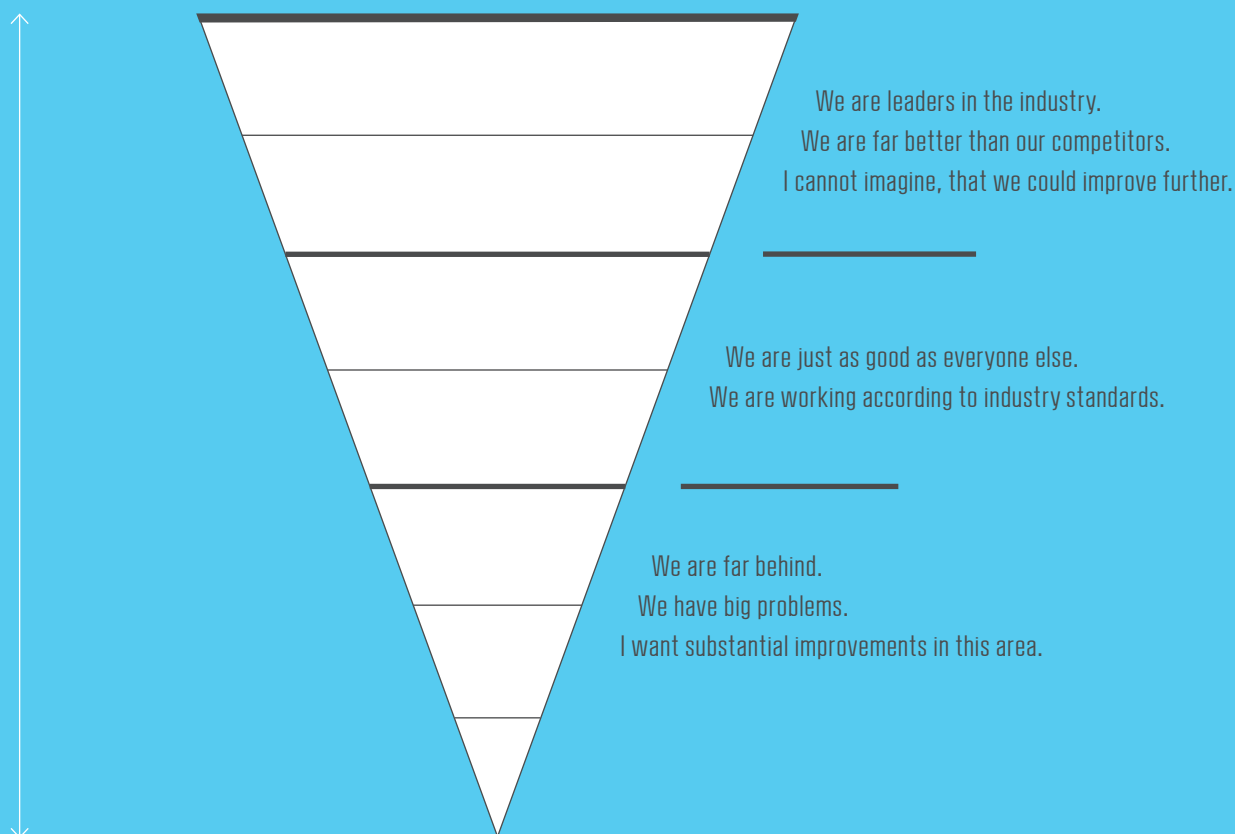 We are leaders in the industry.
We are far better than our competitors.
I cannot imagine, that we could improve further.
We are just as good as everyone else.
We are working according to industry standards.
We are far behind.
We have big problems.
I want substantial improvements in this area.